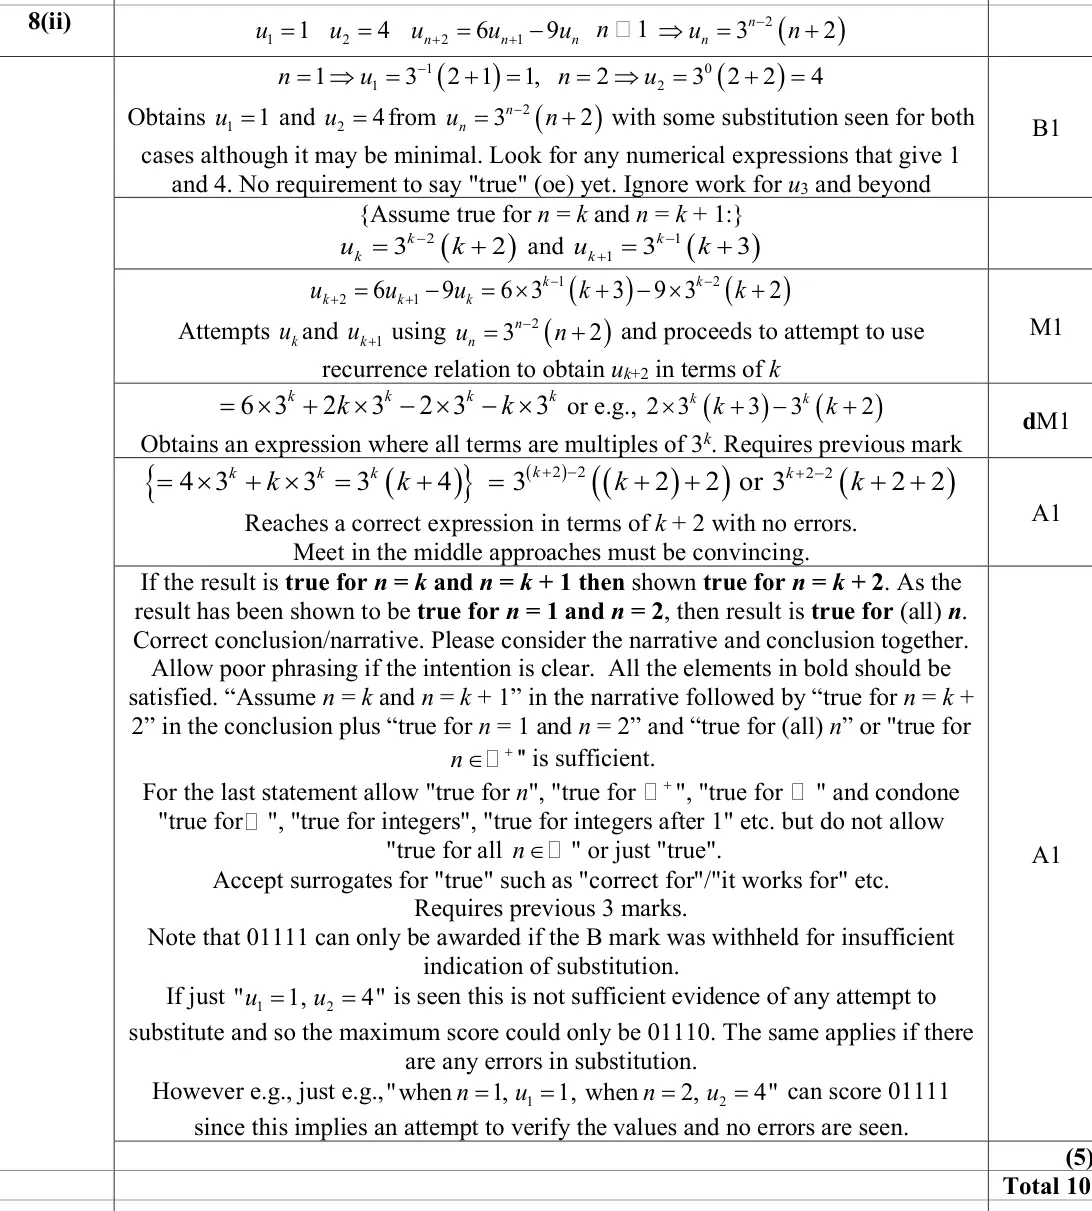 8(ii)
u₁ = 1 u₂ = 4 uₙ₊₂ = 6uₙ₊₁ − 9uₙ n □ 1 ⇒ uₙ = 3ⁿ⁻² (n + 2)
n = 1 ⇒ u₁ = 3⁻¹ (2 + 1) = 1, n = 2 ⇒ u₂ = 3⁰ (2 + 2) = 4
Obtains u₁ = 1 and u₂ = 4 from uₙ = 3ⁿ⁻² (n + 2) with some substitution seen for both
cases although it may be minimal. Look for any numerical expressions that give 1
and 4. No requirement to say "true" (oe) yet. Ignore work for u₃ and beyond
B1
{Assume true for n = k and n = k + 1:}
uₖ = 3ᵏ⁻² (k + 2) and uₖ₊₁ = 3ᵏ⁻¹ (k + 3)
uₖ₊₂ = 6uₖ₊₁ − 9uₖ = 6 × 3ᵏ⁻¹ (k + 3) − 9 × 3ᵏ⁻² (k + 2)
Attempts uₖ and uₖ₊₁ using uₙ = 3ⁿ⁻² (n + 2) and proceeds to attempt to use
recurrence relation to obtain uₖ₊₂ in terms of k
M1
= 6 × 3ᵏ + 2k × 3ᵏ − 2 × 3ᵏ − k × 3ᵏ or e.g., 2 × 3ᵏ (k + 3) − 3ᵏ (k + 2)
Obtains an expression where all terms are multiples of 3ᵏ. Requires previous mark
dM1
{= 4 × 3ᵏ + k × 3ᵏ = 3ᵏ (k + 4)} = 3⁽ᵏ⁺²⁾⁻² ((k + 2) + 2) or 3ᵏ⁺²⁻² (k + 2 + 2)
Reaches a correct expression in terms of k + 2 with no errors.
Meet in the middle approaches must be convincing.
A1
If the result is true for n = k and n = k + 1 then shown true for n = k + 2. As the
result has been shown to be true for n = 1 and n = 2, then result is true for (all) n.
Correct conclusion/narrative. Please consider the narrative and conclusion together.
Allow poor phrasing if the intention is clear. All the elements in bold should be
satisfied. “Assume n = k and n = k + 1” in the narrative followed by “true for n = k +
2” in the conclusion plus “true for n = 1 and n = 2” and “true for (all) n” or "true for
n ∈ □⁺ " is sufficient.
For the last statement allow "true for n", "true for □⁺ ", "true for □ " and condone
"true for□ ", "true for integers", "true for integers after 1" etc. but do not allow
"true for all n ∈ □ " or just "true".
Accept surrogates for "true" such as "correct for"/"it works for" etc.
Requires previous 3 marks.
Note that 01111 can only be awarded if the B mark was withheld for insufficient
indication of substitution.
If just "u₁ = 1, u₂ = 4" is seen this is not sufficient evidence of any attempt to
substitute and so the maximum score could only be 01110. The same applies if there
are any errors in substitution.
However e.g., just e.g., "when n = 1, u₁ = 1, when n = 2, u₂ = 4" can score 01111
since this implies an attempt to verify the values and no errors are seen.
A1
(5)
Total 10